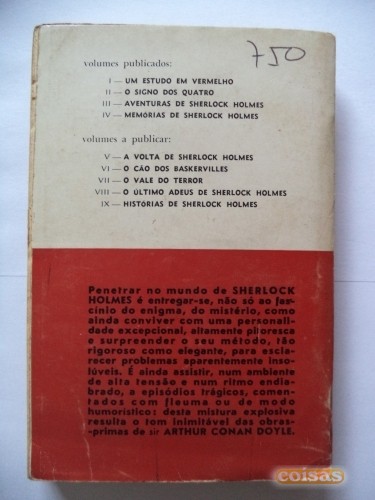 750
volumes publicados:
I — UM ESTUDO EM VERMELHO
II — O SIGNO DOS QUATRO
III — AVENTURAS DE SHERLOCK HOLMES
IV — MEMÓRIAS DE SHERLOCK HOLMES
volumes a publicar:
V — A VOLTA DE SHERLOCK HOLMES
VI — O CÃO DOS BASKERVILLES
VII — O VALE DO TERROR
VIII — O ÚLTIMO ADEUS DE SHERLOCK HOLMES
IX — HISTÓRIAS DE SHERLOCK HOLMES
Penetrar no mundo de SHERLOCK
HOLMES é entregar-se, não só ao fas-
cínio do enigma, do mistério, como
ainda conviver com uma personali-
dade excepcional, altamente pitoresca
e surpreender o seu método, tão
rigoroso como elegante, para escla-
recer problemas aparentemente inso-
lúveis. É ainda assistir, num ambiente
de alta tensão e num ritmo endia-
brado, a episódios trágicos, comen-
tados com fleuma ou de modo
humorístico: desta mistura explosiva
resulta o tom inimitável das obras-
-primas de sir ARTHUR CONAN DOYLE.
coisas